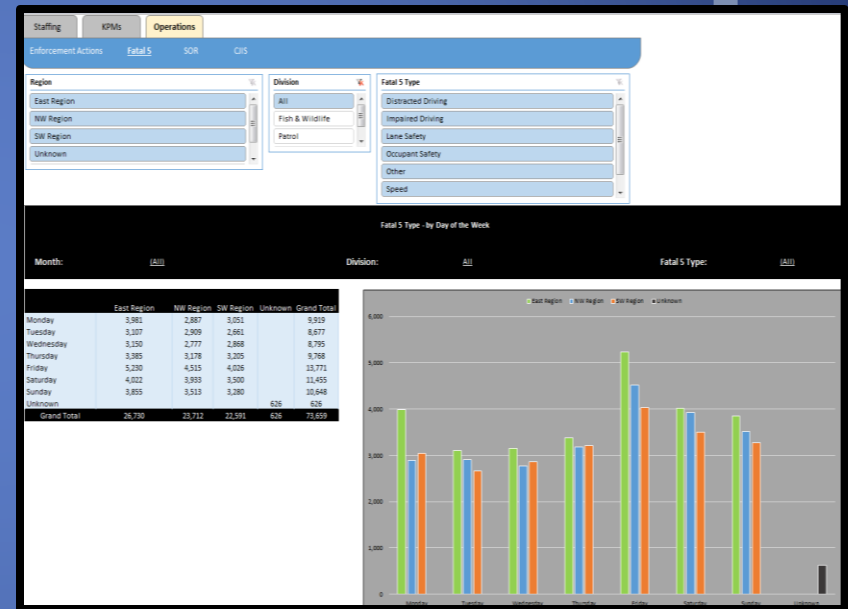 Staffing KPMs Operations
Enforcement Actions Fatal 5 SOR CJIS
Region Division Fatal 5 Type
East Region All Distracted Driving
NW Region Fish & Wildlife Impaired Driving
SW Region Patrol Lane Safety
Unknown Occupant Safety
Other
Speed
Fatal 5 Type - by Day of the Week
Month: (All) Division: All Fatal 5 Type: (All)
East Region NW Region SW Region Unknown Grand Total
Monday 3,981 2,887 3,051 9,919
Tuesday 3,107 2,909 2,661 8,677
Wednesday 3,150 2,777 2,868 8,795
Thursday 3,385 3,178 3,205 9,768
Friday 5,230 4,515 4,026 13,771
Saturday 4,022 3,933 3,500 11,455
Sunday 3,855 3,513 3,280 10,648
Unknown 626 626
Grand Total 26,730 23,712 22,591 626 73,659
East Region NW Region SW Region Unknown
6,000
5,000
4,000
3,000
2,000
1,000
0
Monday Tuesday Wednesday Thursday Friday Saturday Sunday Unknown